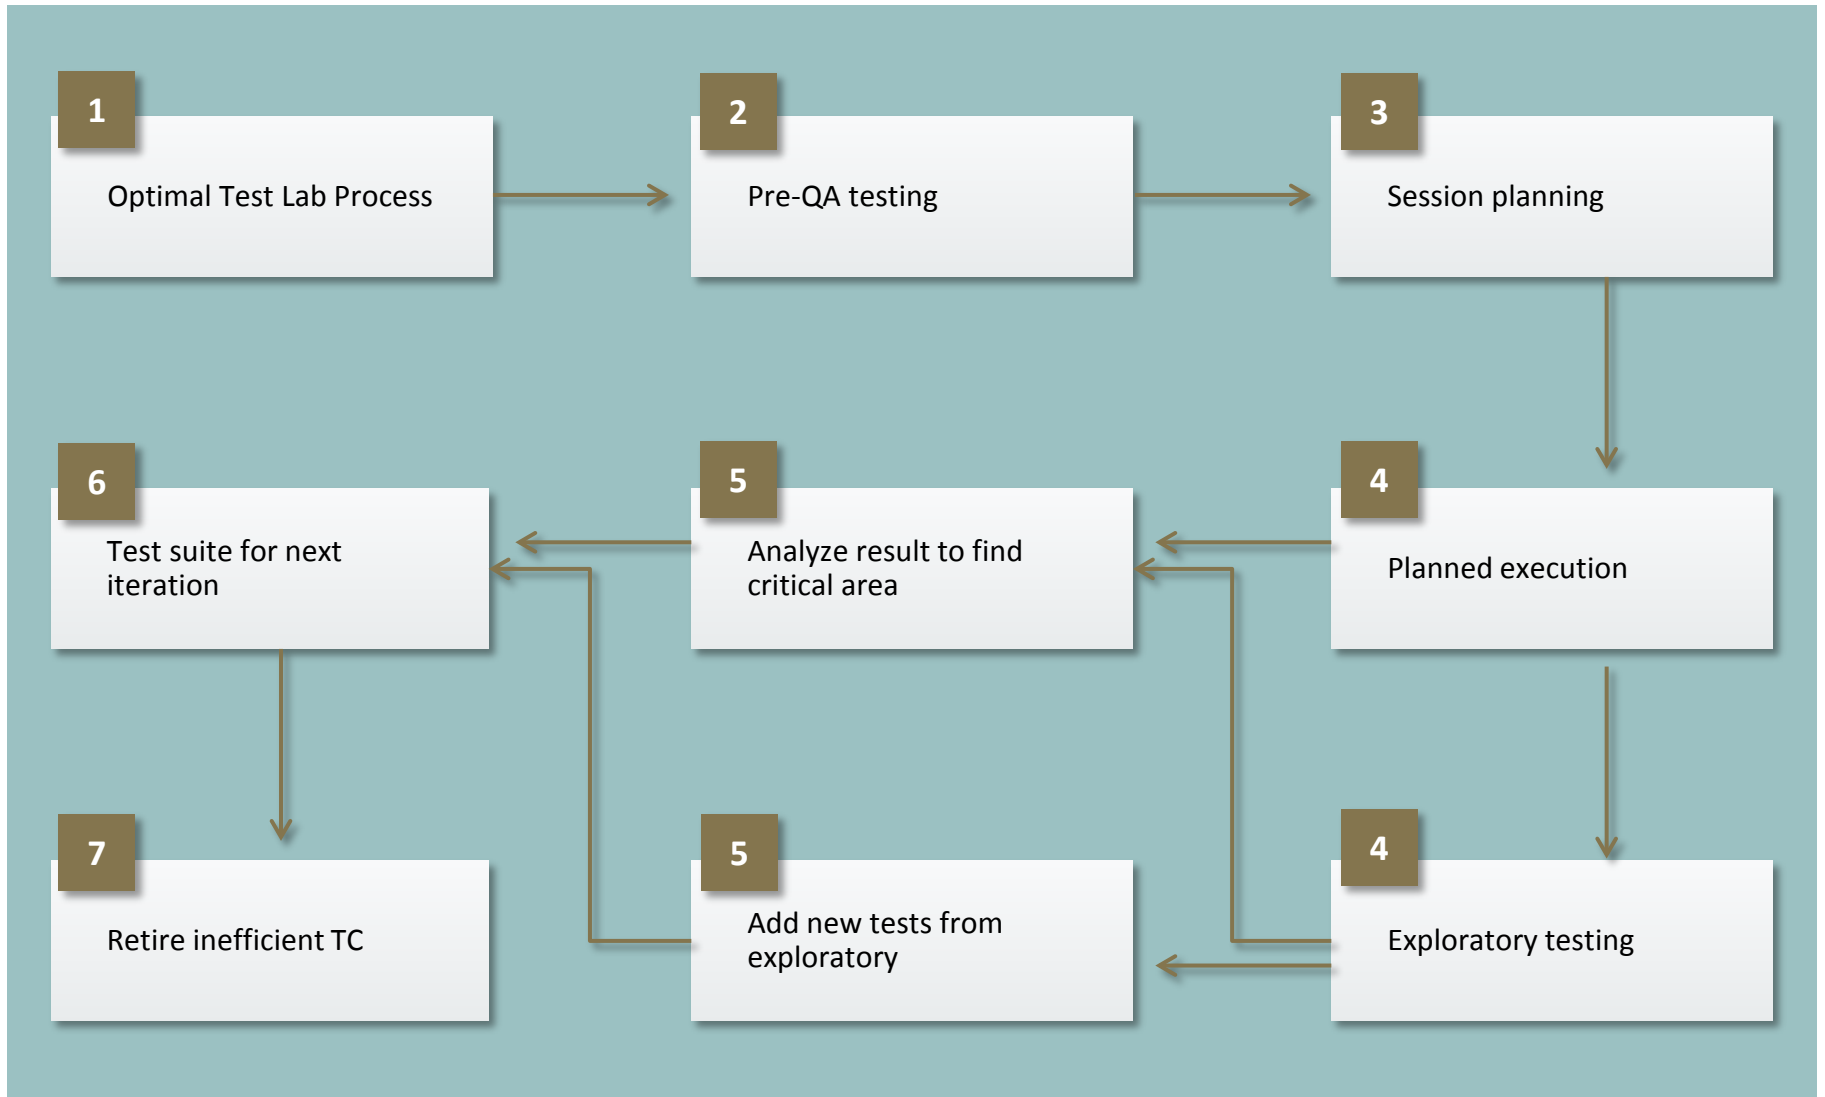 1
Optimal Test Lab Process
2
Pre-QA testing
3
Session planning
6
Test suite for next
iteration
5
Analyze result to find
critical area
4
Planned execution
7
Retire inefficient TC
5
Add new tests from
exploratory
4
Exploratory testing